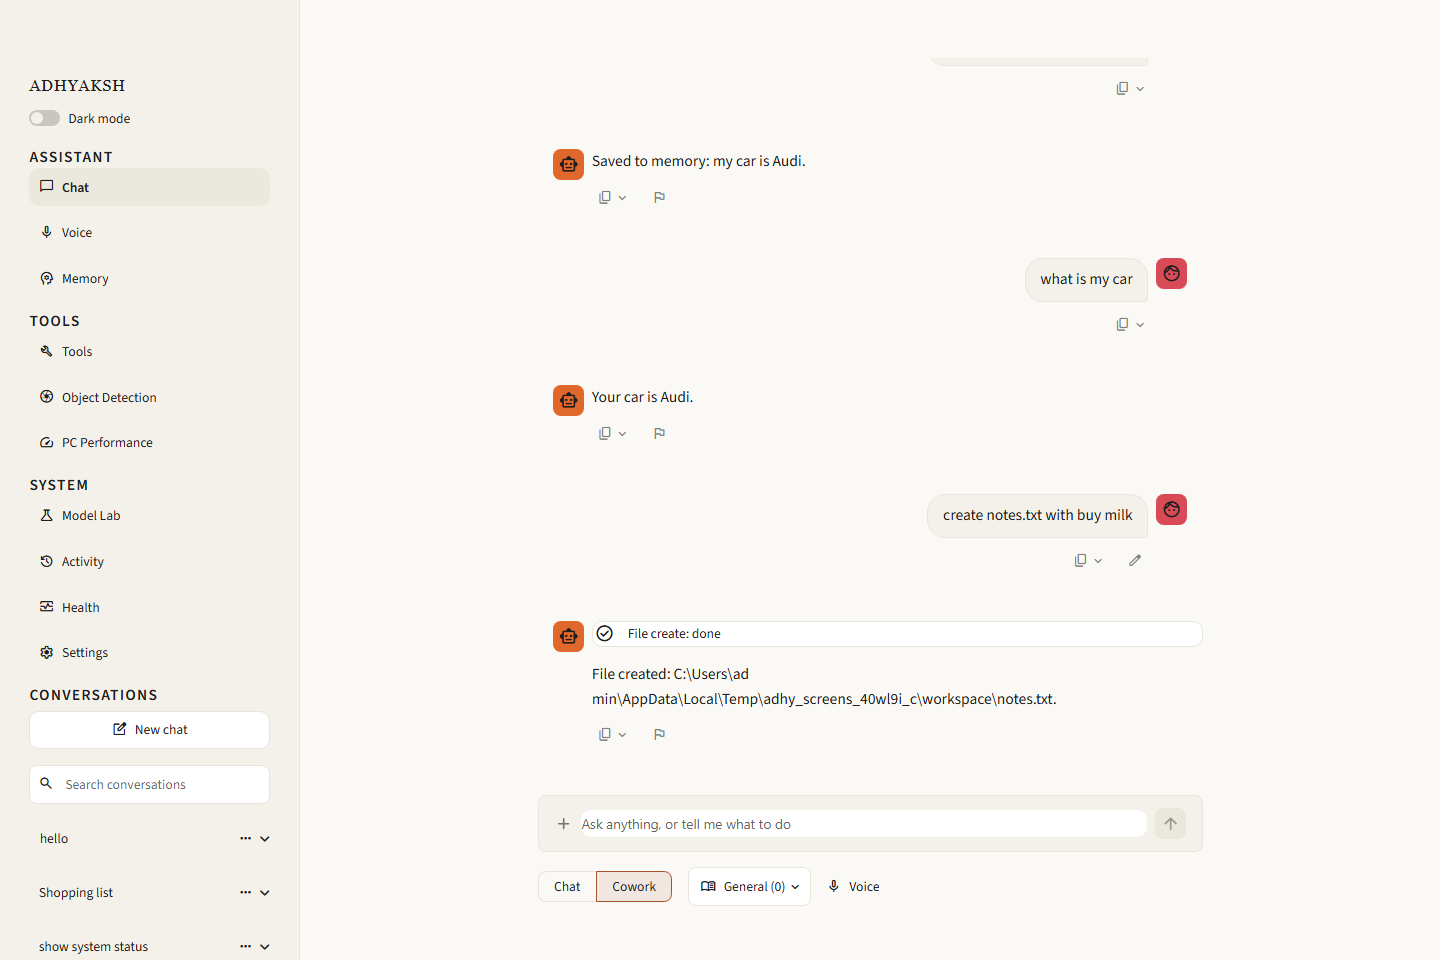 ADHYAKSH
Dark mode
ASSISTANT
Chat
Voice
Memory
TOOLS
Tools
Object Detection
PC Performance
SYSTEM
Model Lab
Activity
Health
Settings
CONVERSATIONS
New chat
Search conversations
hello
Shopping list
show system status
Saved to memory: my car is Audi.
what is my car
Your car is Audi.
create notes.txt with buy milk
File create: done
File created: C:\Users\ad
min\AppData\Local\Temp\adhy_screens_40wl9i_c\workspace\notes.txt.
Ask anything, or tell me what to do
Chat
Cowork
General (0)
Voice